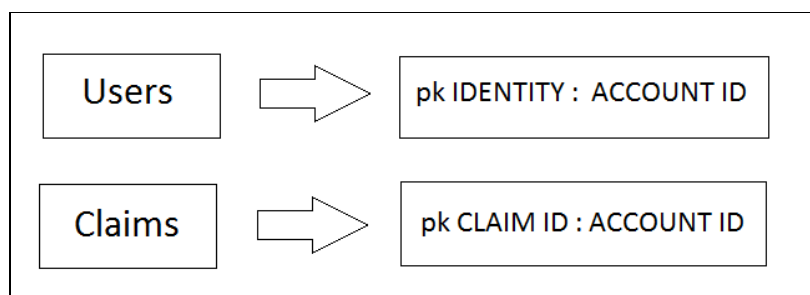 Users
pk IDENTITY :  ACCOUNT ID
Claims
pk CLAIM ID : ACCOUNT ID